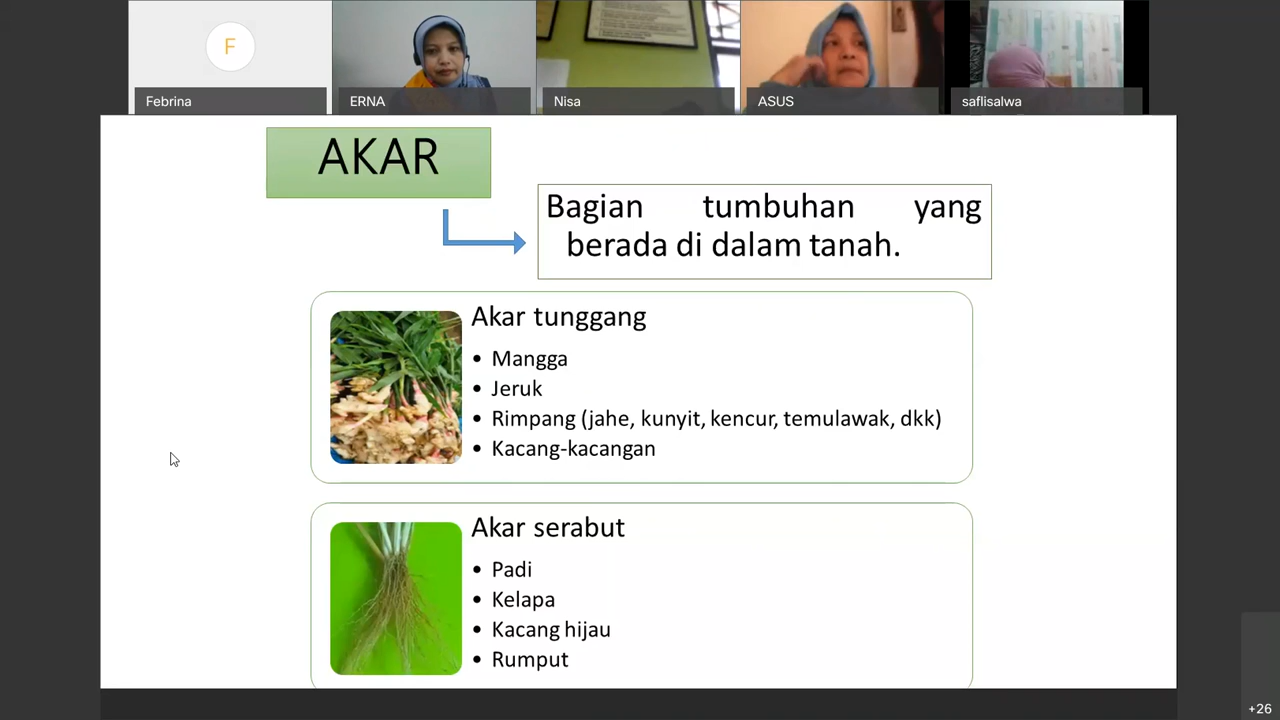 F
Febrina
ERNA
Nisa
ASUS
saflisalwa
AKAR
Bagian tumbuhan yang
berada di dalam tanah.
Akar tunggang
• Mangga
• Jeruk
• Rimpang (jahe, kunyit, kencur, temulawak, dkk)
• Kacang-kacangan
Akar serabut
• Padi
• Kelapa
• Kacang hijau
• Rumput
+26